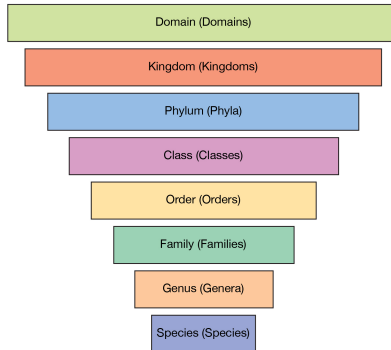 Domain (Domains)
Kingdom (Kingdoms)
Phylum (Phyla)
Class (Classes)
Order (Orders)
Family (Families)
Genus (Genera)
Species (Species)